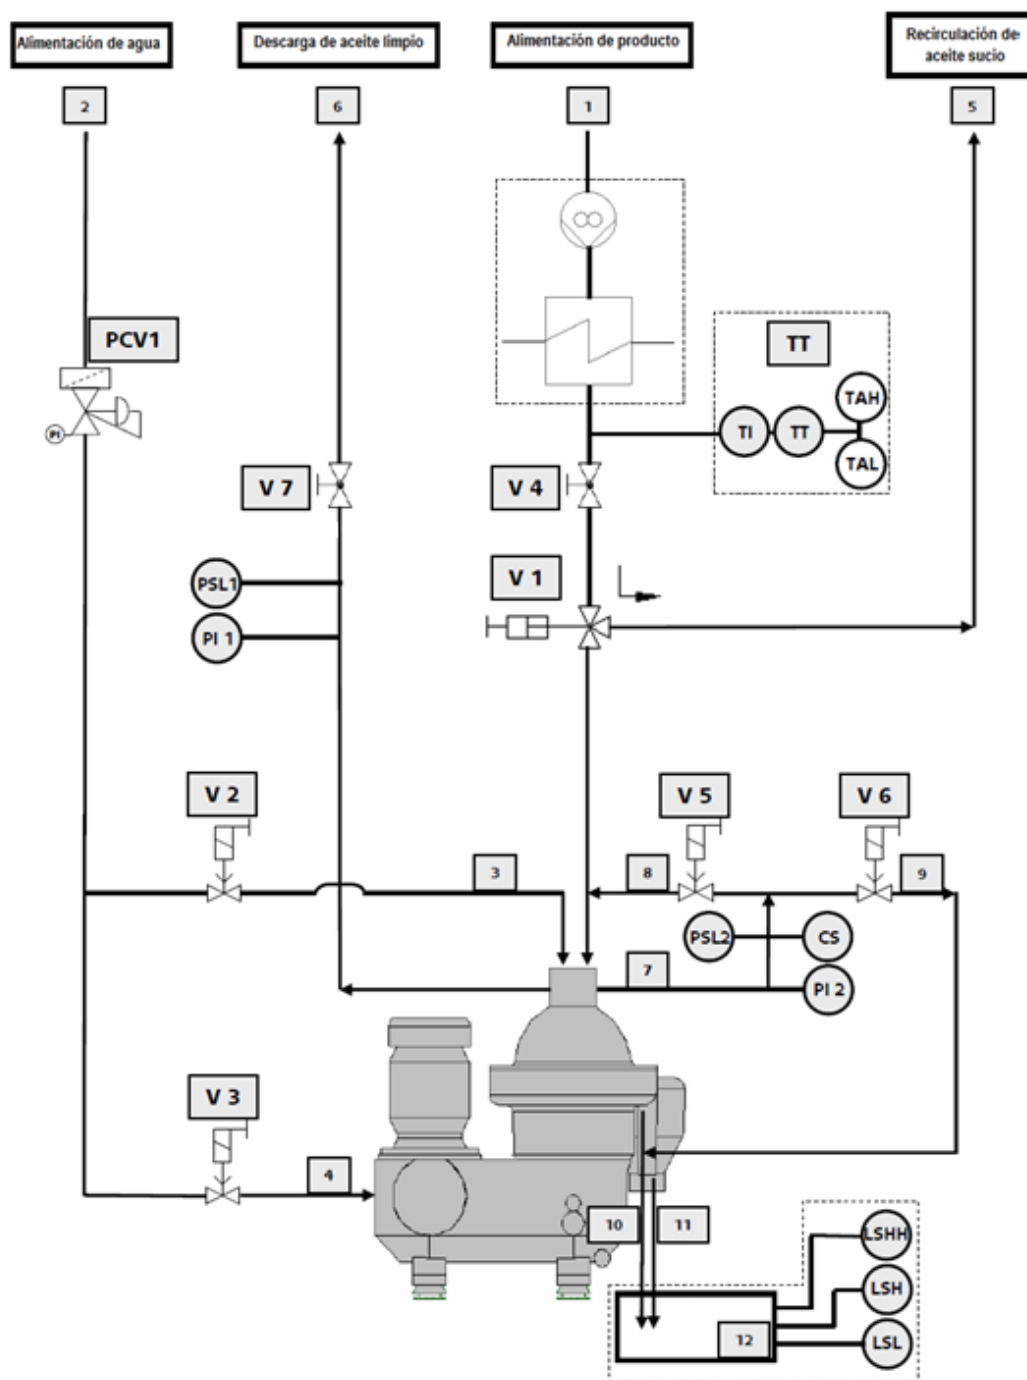 Alimentación de agua
Descarga de aceite limpio
Alimentación de producto
Recirculación de
aceite sucio
2
6
1
5
PCV1
PI
TT
TAH
TI
TT
TAL
V 7
V 4
V 1
PSL1
PI 1
V 2
V 5
V 6
3
8
9
PSL2
CS
7
PI 2
V 3
4
10
11
LSHH
LSH
12
LSL